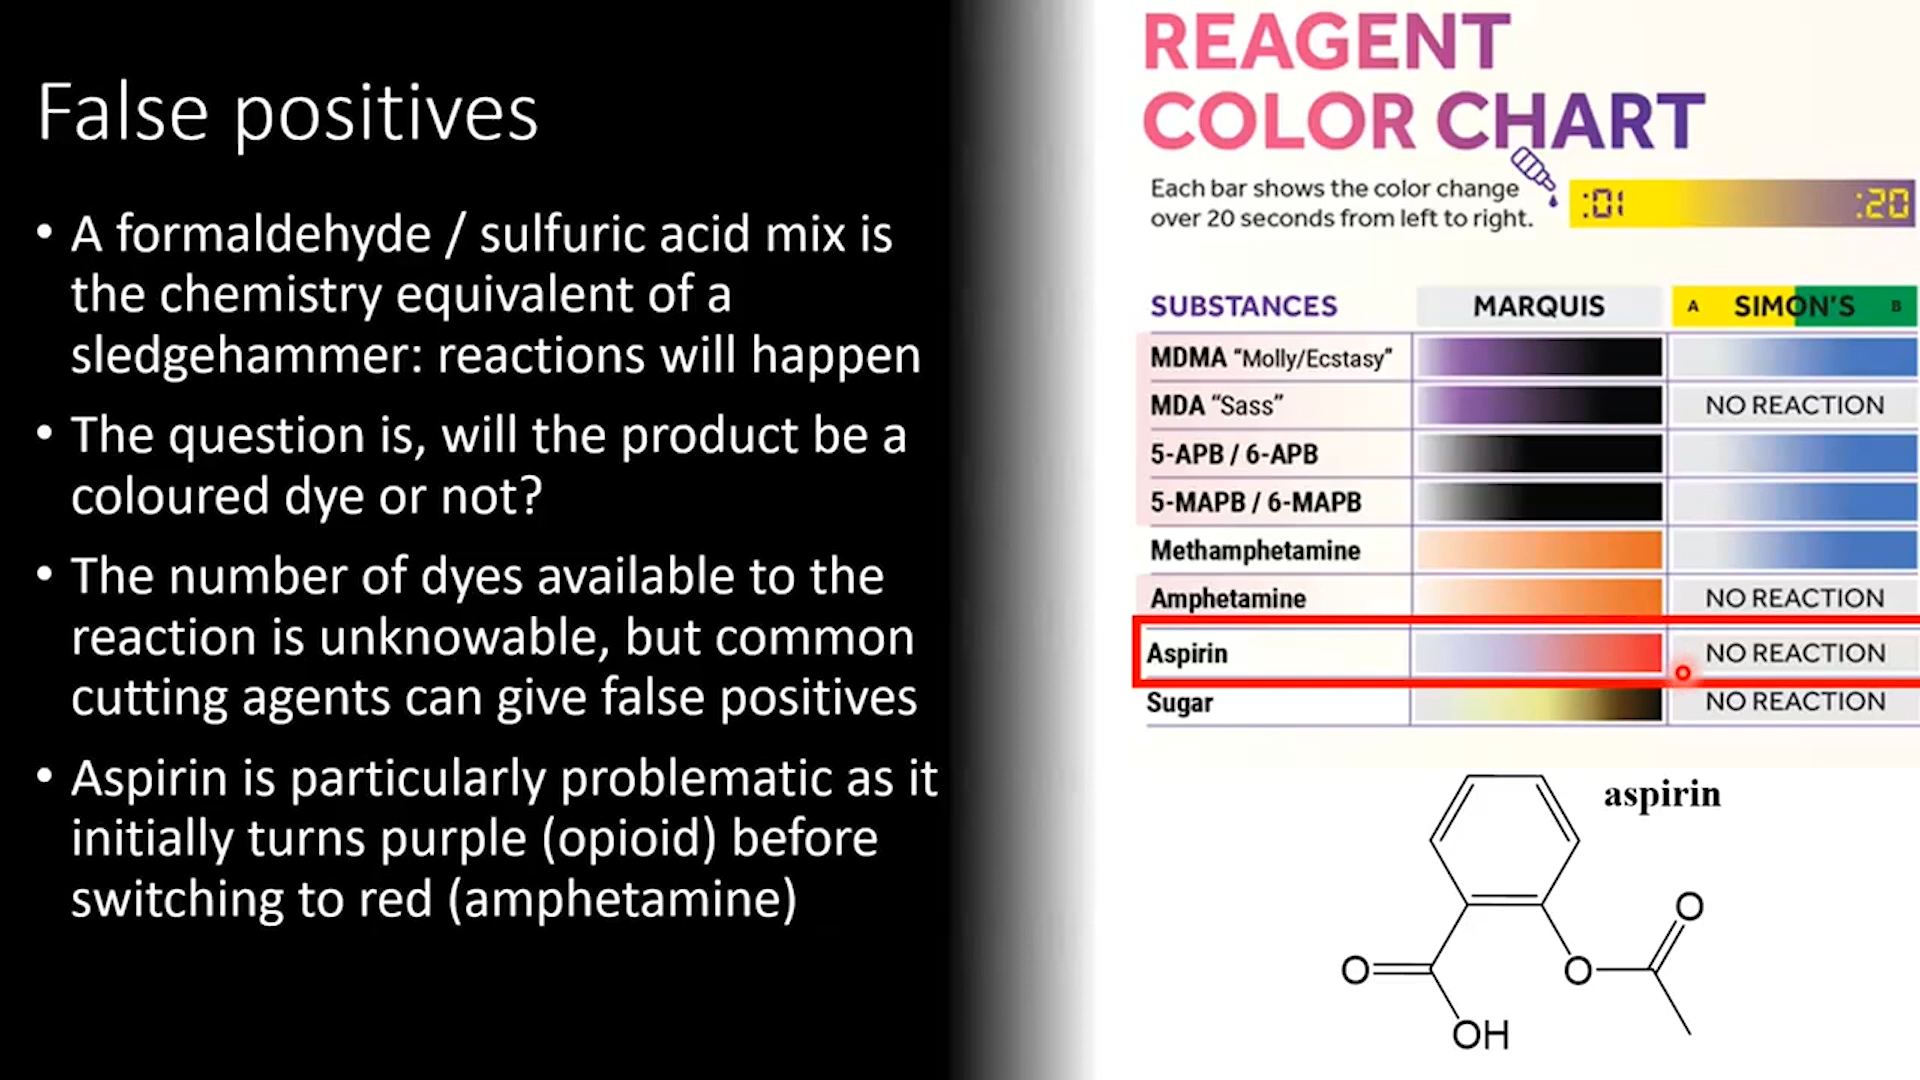 False positives
• A formaldehyde / sulfuric acid mix is
the chemistry equivalent of a
sledgehammer: reactions will happen
• The question is, will the product be a
coloured dye or not?
• The number of dyes available to the
reaction is unknowable, but common
cutting agents can give false positives
• Aspirin is particularly problematic as it
initially turns purple (opioid) before
switching to red (amphetamine)
REAGENT
COLOR CHART
Each bar shows the color change
over 20 seconds from left to right.
:01 :20
SUBSTANCES MARQUIS A SIMON'S B
MDMA “Molly/Ecstasy”
MDA “Sass” NO REACTION
5-APB / 6-APB
5-MAPB / 6-MAPB
Methamphetamine
Amphetamine NO REACTION
Aspirin NO REACTION
Sugar NO REACTION
aspirin
O
O O
OH